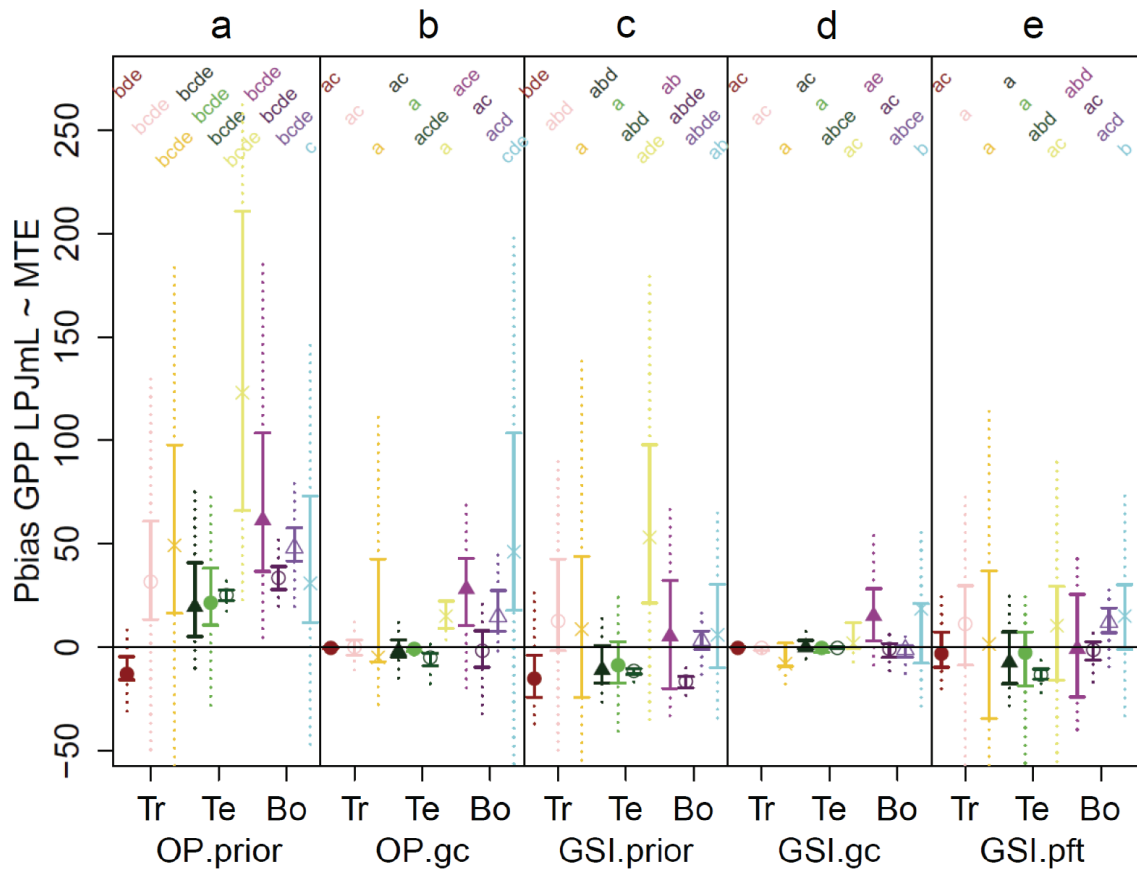 a b c d e
bde bcde bcde bcde bcde bcde bcde bcde bcde bcde c
ac ac a ac a acde a ace ac acd cde
bde abd a abd a abd ade ab abde abde ab
ac ac a ac a abce ac ae ac abce b
ac a a a a abd ac abd ac acd b
Pbias GPP LPJmL ~ MTE
250
200
150
100
50
0
−50
Tr Te Bo Tr Te Bo Tr Te Bo Tr Te Bo Tr Te Bo
OP.prior OP.gc GSI.prior GSI.gc GSI.pft